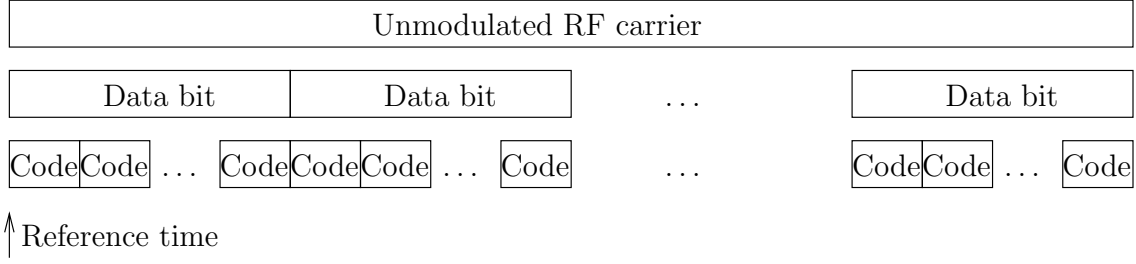 Unmodulated RF carrier
Data bit Data bit ... Data bit
Code Code ... Code Code Code ... Code ... Code Code ... Code
Reference time